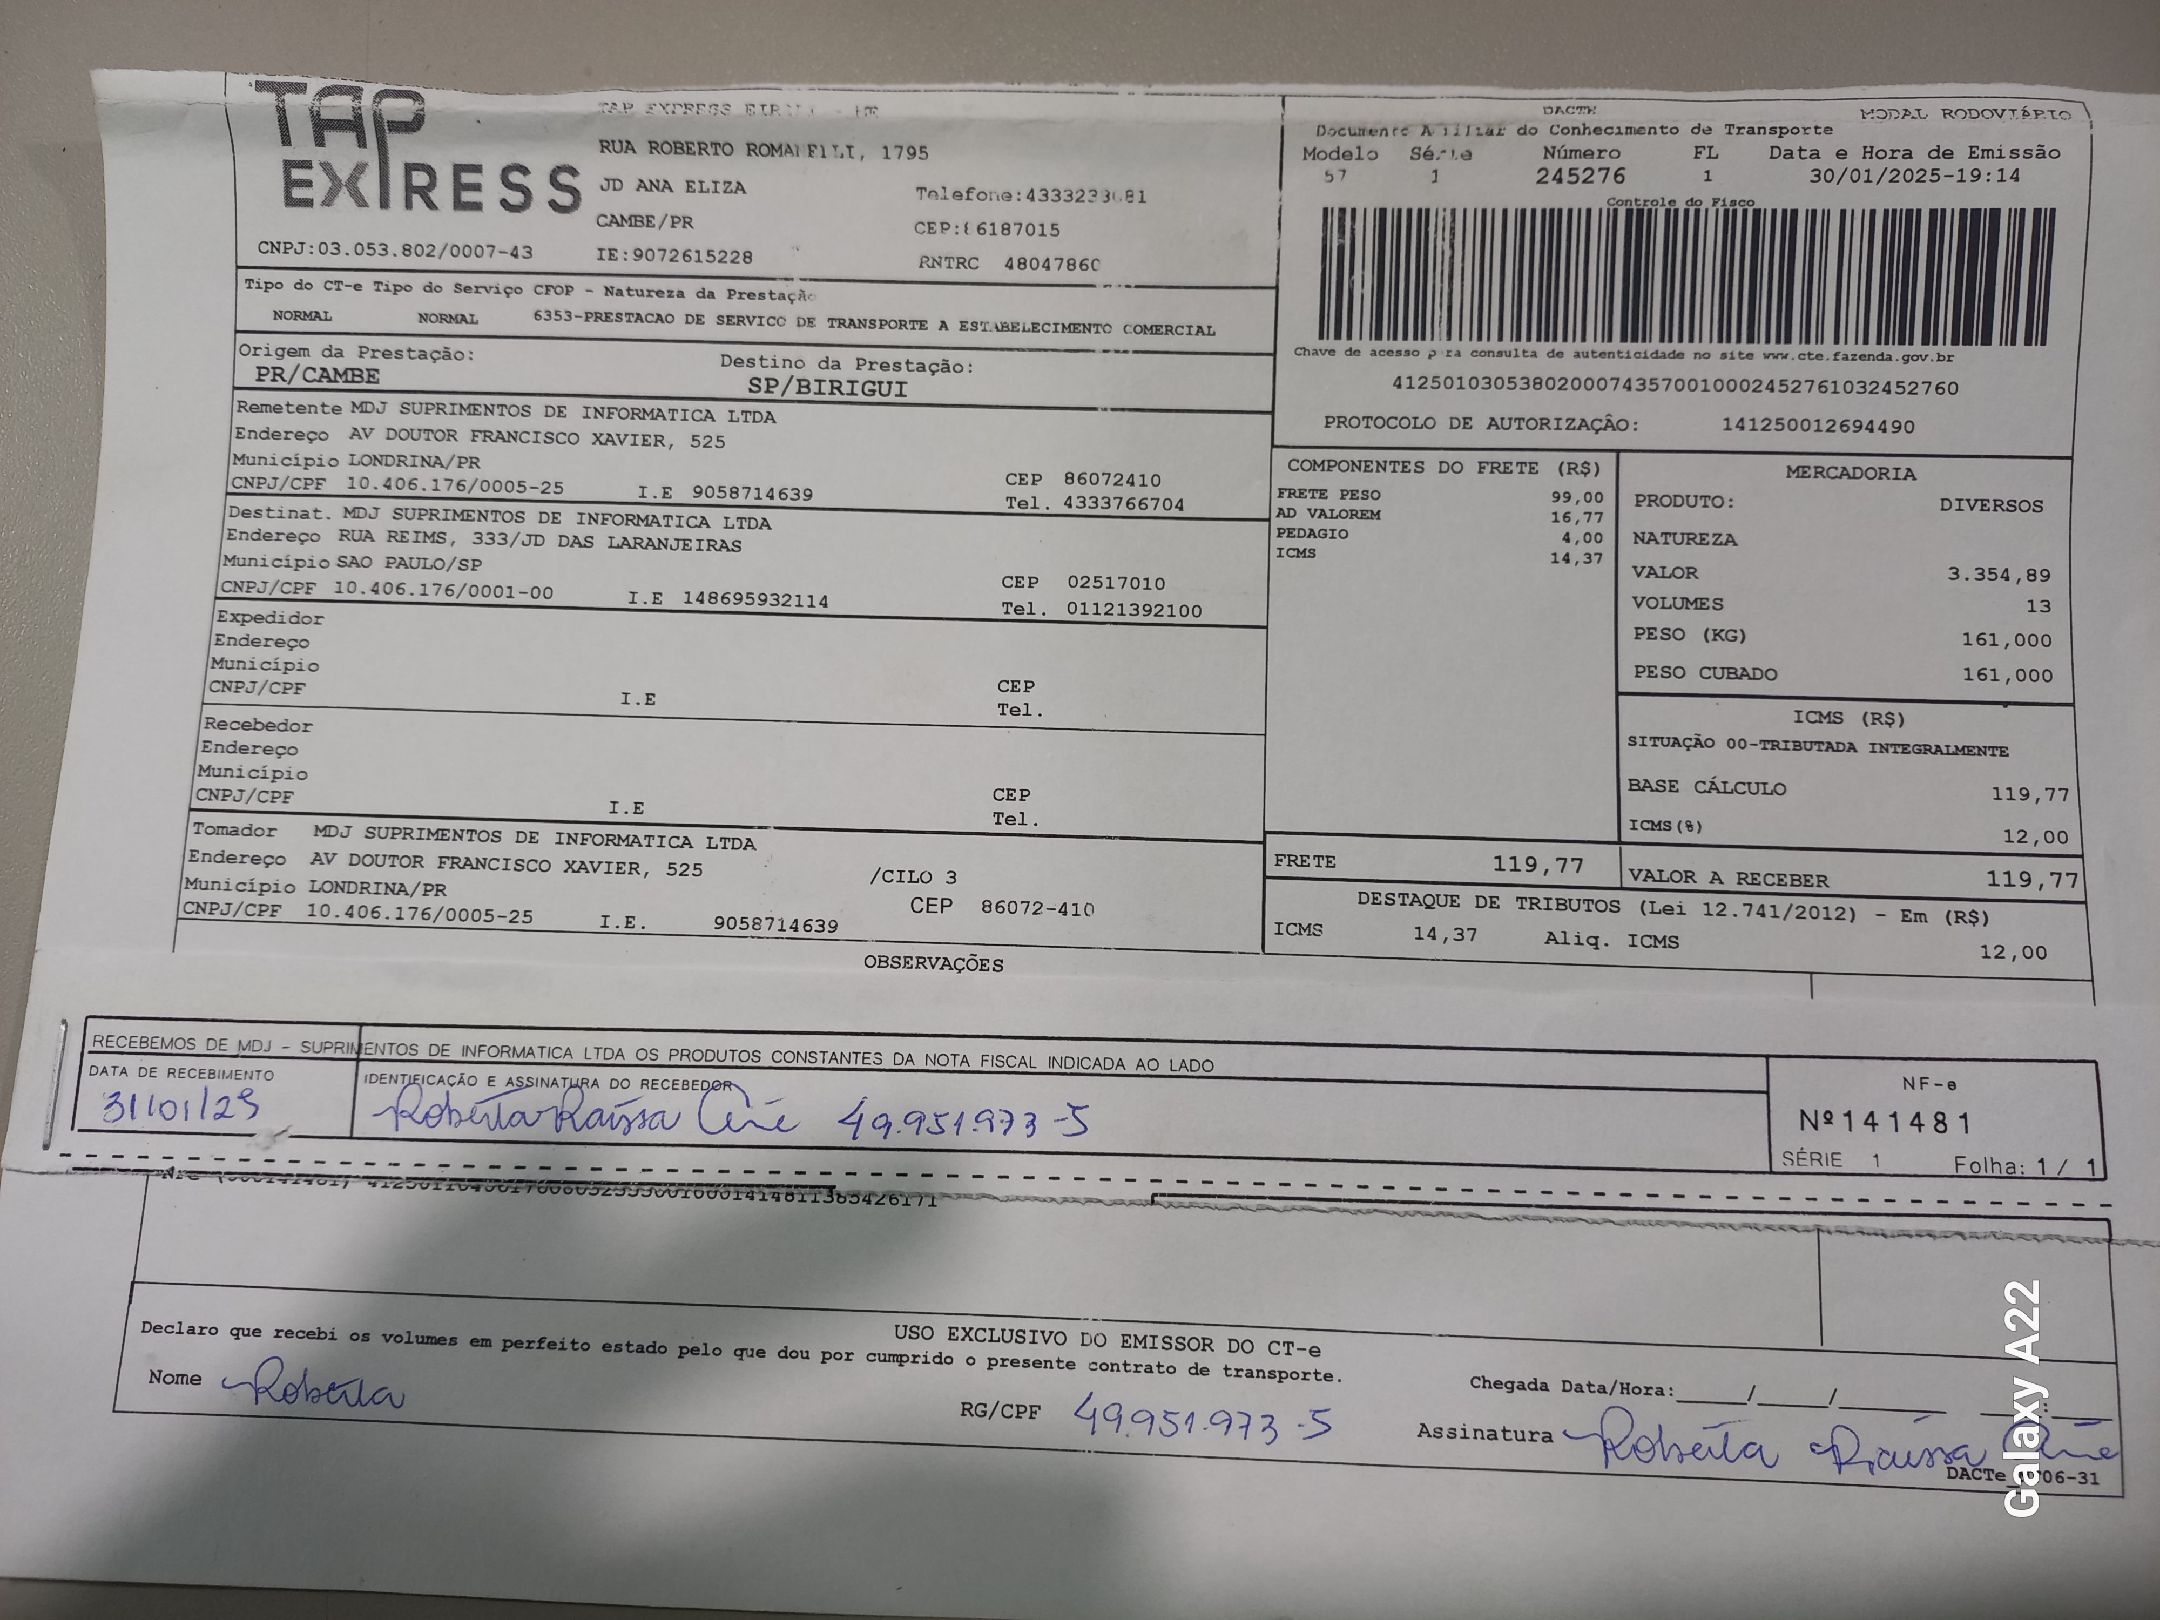 TAP
EXPRESS
TAP EXPRESS
RUA ROBERTO, 1795
JD ANA ELIZA
Telefone:
CAMBE/PR
CNPJ:03.053.802/0007-43
IE:9072615228
RNTRC 48047860
DACTE
MODAL RODOVIÁRIO
Documento do Conhecimento de Transporte
Modelo Série Número FL Data e Hora de Emissão
57 1 245276 1 30/01/2025-19:14
Controle do Fisco
Chave de acesso para consulta de autenticidade no site www.cte.fazenda.gov.br
41250103053802000743570010002452761032452760
PROTOCOLO DE AUTORIZAÇÃO: 141250012694490
Tipo do CT-e Tipo do Serviço CFOP - Natureza da Prestação
NORMAL NORMAL 6353-PRESTACAO DE SERVICO DE TRANSPORTE A ESTABELECIMENTO COMERCIAL
Origem da Prestação: Destino da Prestação:
PR/CAMBE SP/BIRIGUI
Remetente MDJ SUPRIMENTOS DE INFORMATICA LTDA
Endereço AV DOUTOR FRANCISCO XAVIER, 525
Município LONDRINA/PR CEP 86072410
CNPJ/CPF 10.406.176/0005-25 I.E 9058714639 Tel. 4333766704
Destinat. MDJ SUPRIMENTOS DE INFORMATICA LTDA
Endereço RUA REIMS, 333/JD DAS LARANJEIRAS
Município SAO PAULO/SP CEP 02517010
CNPJ/CPF 10.406.176/0001-00 I.E 148695932114 Tel. 01121392100
Expedidor
Endereço
Município CEP
CNPJ/CPF I.E Tel.
Recebedor
Endereço
Município CEP
CNPJ/CPF I.E Tel.
Tomador MDJ SUPRIMENTOS DE INFORMATICA LTDA
Endereço AV DOUTOR FRANCISCO XAVIER, 525 /CILO 3
Município LONDRINA/PR CEP 86072-410
CNPJ/CPF 10.406.176/0005-25 I.E. 9058714639
COMPONENTES DO FRETE (R$)
FRETE PESO 99,00
AD VALOREM 16,77
PEDAGIO 4,00
ICMS 14,37
MERCADORIA
PRODUTO: DIVERSOS
NATUREZA
VALOR 3.354,89
VOLUMES 13
PESO (KG) 161,000
PESO CUBADO 161,000
ICMS (R$)
SITUAÇÃO 00-TRIBUTADA INTEGRALMENTE
BASE CÁLCULO 119,77
ICMS(%) 12,00
FRETE 119,77 VALOR A RECEBER 119,77
DESTAQUE DE TRIBUTOS (Lei 12.741/2012) - Em (R$)
ICMS 14,37 Aliq. ICMS 12,00
OBSERVAÇÕES
RECEBEMOS DE MDJ - SUPRIMENTOS DE INFORMATICA LTDA OS PRODUTOS CONSTANTES DA NOTA FISCAL INDICADA AO LADO
DATA DE RECEBIMENTO IDENTIFICAÇÃO E ASSINATURA DO RECEBEDOR
31/01/25 Roberta Raissa 49.951.973-5
NF-e
Nº141481
SÉRIE 1 Folha: 1 / 1
USO EXCLUSIVO DO EMISSOR DO CT-e
Declaro que recebi os volumes em perfeito estado pelo que dou por cumprido o presente contrato de transporte.
Nome Roberta
RG/CPF 49.951.973-5
Chegada Data/Hora:____/____/____ ____:____
Assinatura Roberta Raissa
DACTe 06-31
Galaxy A22